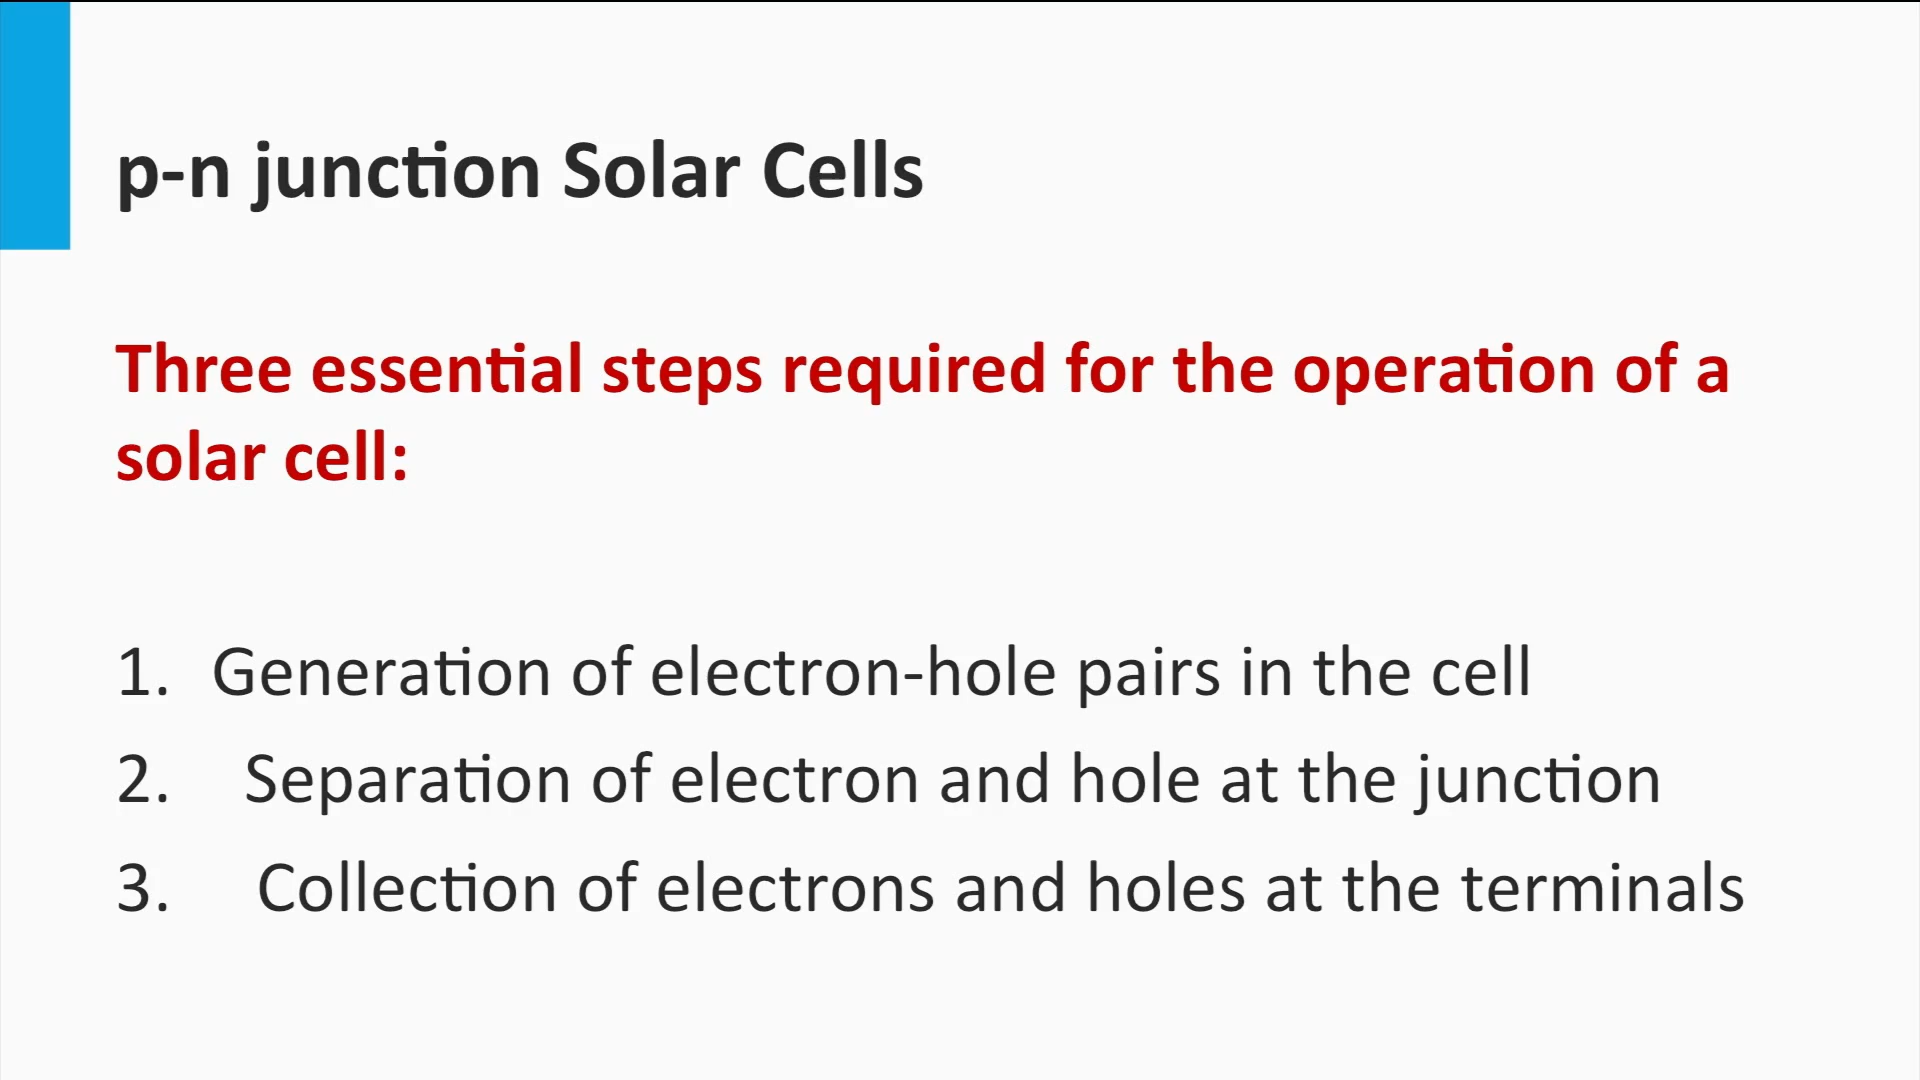 p-n junction Solar Cells
Three essential steps required for the operation of a
solar cell:
1. Generation of electron-hole pairs in the cell
2. Separation of electron and hole at the junction
3. Collection of electrons and holes at the terminals